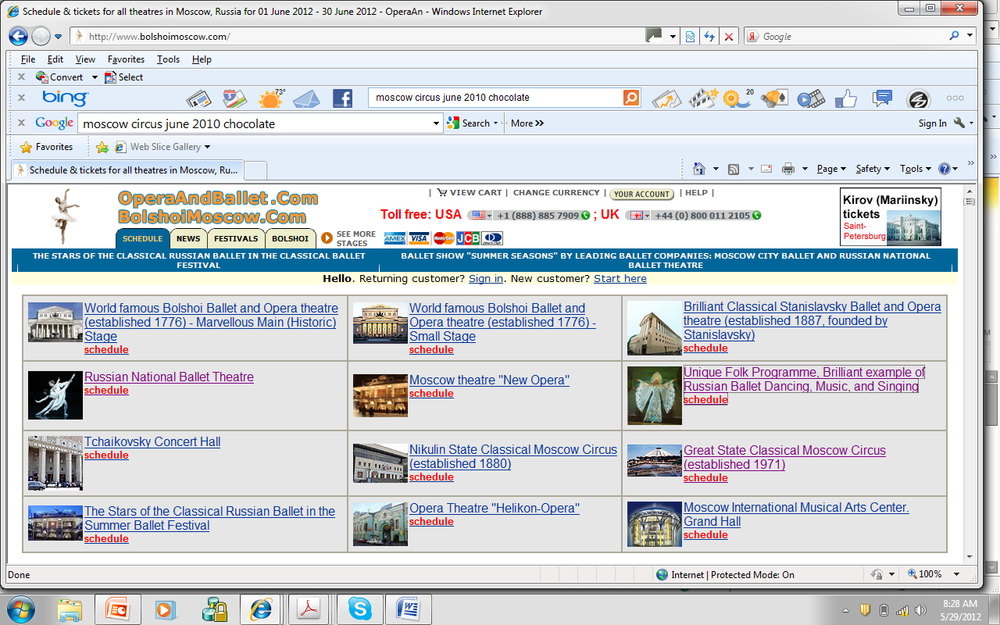 Schedule & tickets for all theatres in Moscow, Russia for 01 June 2012 - 30 June 2012 - OperaAn - Windows Internet Explorer
http://www.bolshoimoscow.com/
Google
File Edit View Favorites Tools Help
x Convert Select
x bing 73° moscow circus june 2010 chocolate 20
x Google moscow circus june 2010 chocolate Search More >> Sign In
Favorites Web Slice Gallery
Schedule & tickets for all theatres in Moscow, Ru...
Page Safety Tools
OperaAndBallet.Com
BolshoiMoscow.Com
| VIEW CART | CHANGE CURRENCY | YOUR ACCOUNT | HELP |
Toll free: USA +1 (888) 885 7909 ; UK +44 (0) 800 011 2105
SCHEDULE NEWS FESTIVALS BOLSHOI SEE MORE
STAGES
AMEX VISA MasterCard JCB Diners Club
Kirov (Mariinsky)
tickets
Saint-
Petersburg
THE STARS OF THE CLASSICAL RUSSIAN BALLET IN THE CLASSICAL BALLET
FESTIVAL
BALLET SHOW "SUMMER SEASONS" BY LEADING BALLET COMPANIES: MOSCOW CITY BALLET AND RUSSIAN NATIONAL
BALLET THEATRE
Hello. Returning customer? Sign in. New customer? Start here
World famous Bolshoi Ballet and Opera theatre
(established 1776) - Marvellous Main (Historic)
Stage
schedule
World famous Bolshoi Ballet and
Opera theatre (established 1776) -
Small Stage
schedule
Brilliant Classical Stanislavsky Ballet and Opera
theatre (established 1887, founded by
Stanislavsky)
schedule
Russian National Ballet Theatre
schedule
Moscow theatre "New Opera"
schedule
Unique Folk Programme, Brilliant example of
Russian Ballet Dancing, Music, and Singing
schedule
Tchaikovsky Concert Hall
schedule
Nikulin State Classical Moscow Circus
(established 1880)
schedule
Great State Classical Moscow Circus
(established 1971)
schedule
The Stars of the Classical Russian Ballet in the
Summer Ballet Festival
schedule
Opera Theatre "Helikon-Opera"
schedule
Moscow International Musical Arts Center.
Grand Hall
schedule
Done
Internet | Protected Mode: On
100%
8:28 AM
5/29/2012